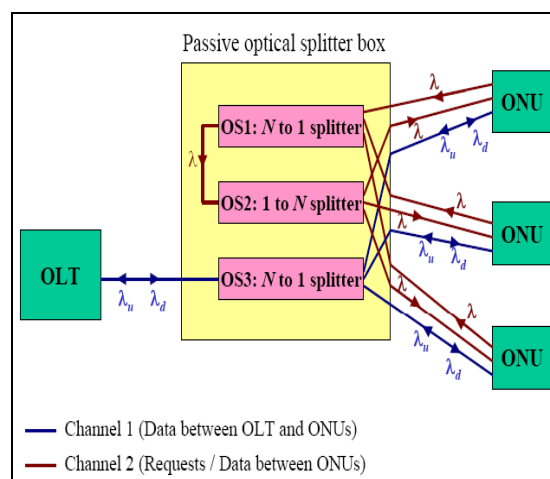 Passive optical splitter box
OS1: N to 1 splitter
OS2: 1 to N splitter
OS3: N to 1 splitter
OLT
λu λd
λ
λ
λ
ONU
λu λd
λ
λ
ONU
λu λd
λ
λ
ONU
λu
λd
Channel 1 (Data between OLT and ONUs)
Channel 2 (Requests / Data between ONUs)